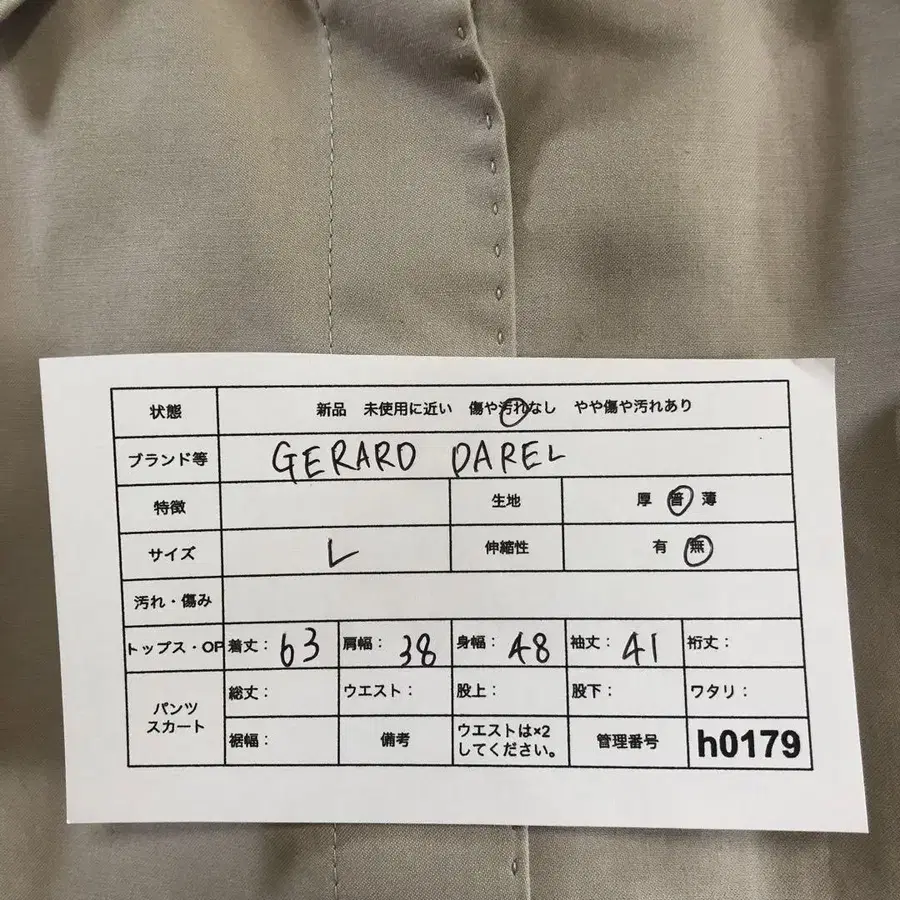 状態 新品 未使用に近い 傷や汚れなし やや傷や汚れあり
ブランド等 GERARD DAREL
特徴 生地 厚 普 薄
サイズ L 伸縮性 有 無
汚れ・傷み
トップス・OP 着丈: 63 肩幅: 38 身幅: 48 袖丈: 41 裄丈:
パンツ スカート 総丈: ウエスト: 股上: 股下: ワタリ:
裾幅: 備考 ウエストは×2 してください。 管理番号 h0179